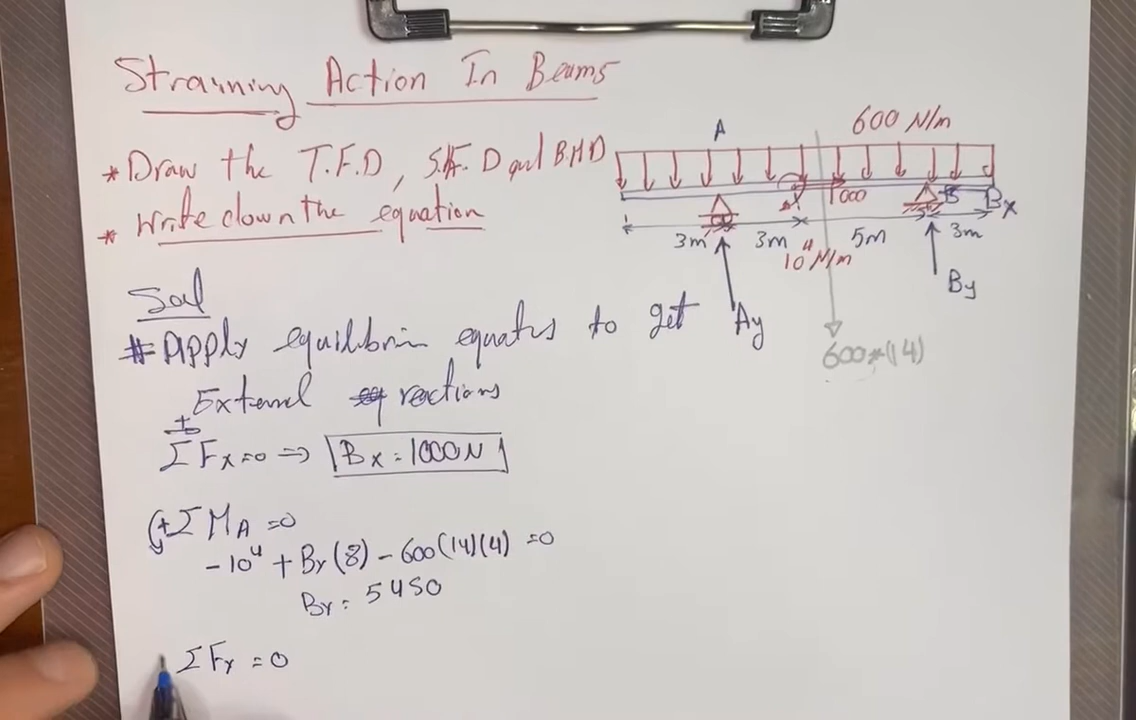 Straining Action In Beams
* Draw the T.F.D, S.F.D and B.M.D
* Write down the equation
A
600 N/m
1000
B
Bx
3m
3m
5m
3m
10⁴ N/m
Ay
By
600*(14)
Sol
# Apply equilibrin equatis to get
External reactions
+
ΣFx=0 => Bx = 1000N
+ΣMA=0
-10⁴ + By(8) - 600(14)(4) =0
By = 5450
ΣFy =0